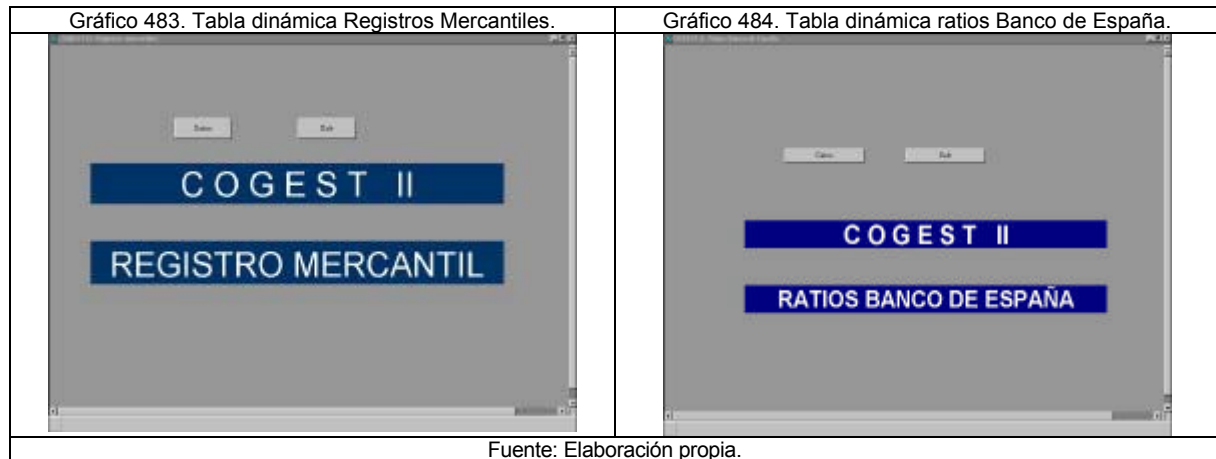 Gráfico 483. Tabla dinámica Registros Mercantiles.
Gráfico 484. Tabla dinámica ratios Banco de España.
COGEST II
REGISTRO MERCANTIL
COGEST II
RATIOS BANCO DE ESPAÑA
Fuente: Elaboración propia.